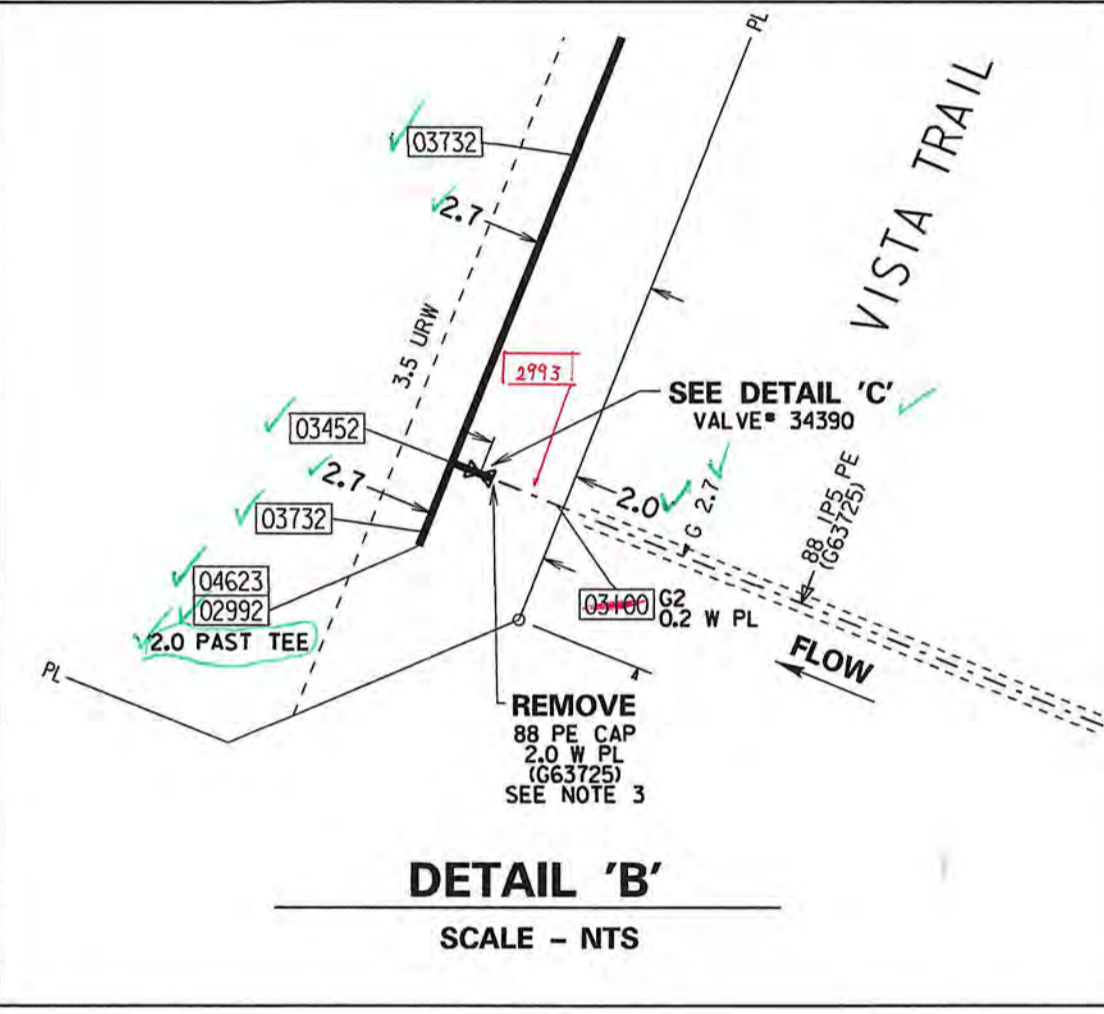 PL
VISTA TRAIL
03732
2.7
3.5 URW
2993
SEE DETAIL 'C'
VALVE# 34390
03452
2.7
2.0
G 2.7
88 IP5 PE
(G63725)
03732
04623
02992
2.0 PAST TEE
03100
G2
0.2 W PL
FLOW
PL
REMOVE
88 PE CAP
2.0 W PL
(G63725)
SEE NOTE 3
DETAIL 'B'
SCALE - NTS